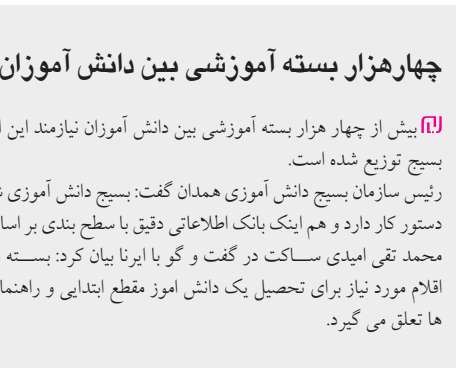 چهارهزار بسته آموزشی بین دانش آموزان
بیش از چهار هزار بسته آموزشی بین دانش آموزان نیازمند این
بسیج توزیع شده است.
رئیس سازمان بسیج دانش آموزی همدان گفت: بسیج دانش آموزی
دستور کار دارد و هم اینک بانک اطلاعاتی دقیق با سطح بندی بر اسا
محمد تقی امیدی ساکت در گفت و گو با ایرنا بیان کرد: بسته
اقلام مورد نیاز برای تحصیل یک دانش اموز مقطع ابتدایی و راهنما
ها تعلق می گیرد.